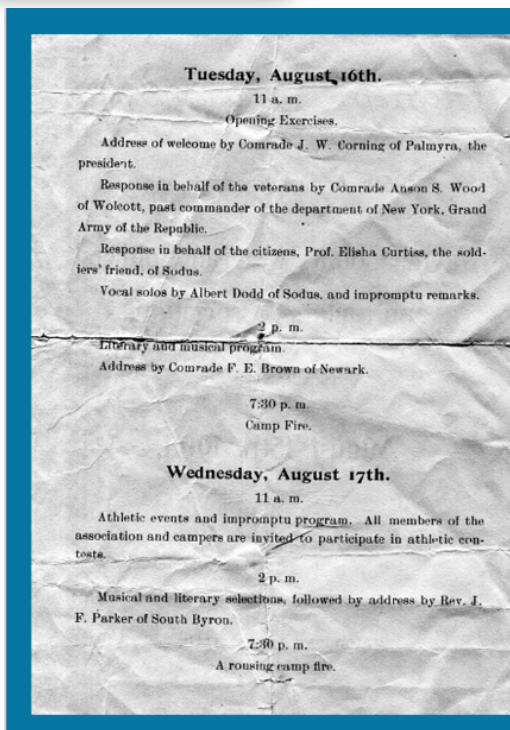 Tuesday, August 16th.
11 a. m.
Opening Exercises.
Address of welcome by Comrade J. W. Corning of Palmyra, the
president.
Response in behalf of the veterans by Comrade Anson S. Wood
of Wolcott, past commander of the department of New York, Grand
Army of the Republic.
Response in behalf of the citizens, Prof. Elisha Curtiss, the sold-
iers' friend, of Sodus.
Vocal solos by Albert Dodd of Sodus, and impromptu remarks.
2 p. m.
Literary and musical program.
Address by Comrade F. E. Brown of Newark.
7:30 p. m.
Camp Fire.
Wednesday, August 17th.
11 a. m.
Athletic events and impromptu program. All members of the
association and campers are invited to participate in athletic con-
tests.
2 p. m.
Musical and literary selections, followed by address by Rev. J.
F. Parker of South Byron.
7:30 p. m.
A rousing camp fire.